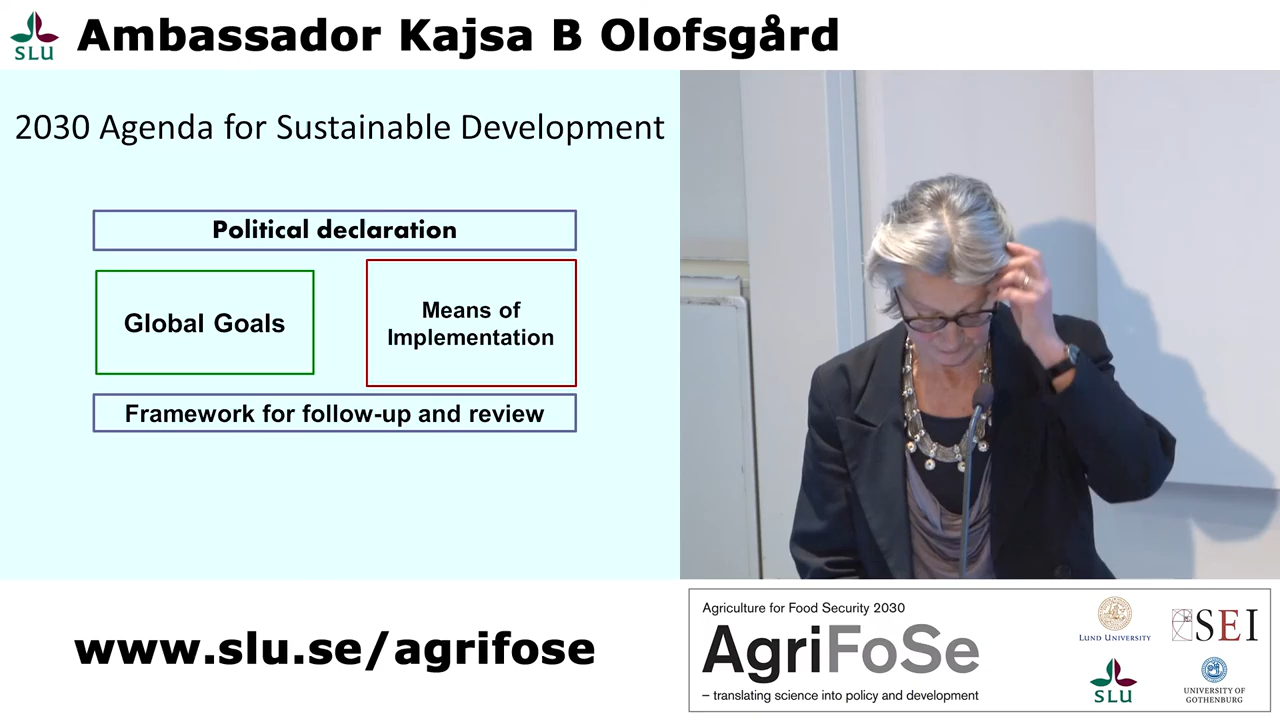 SLU
Ambassador Kajsa B Olofsgård
2030 Agenda for Sustainable Development
Political declaration
Global Goals
Means of
Implementation
Framework for follow-up and review
www.slu.se/agrifose
Agriculture for Food Security 2030
AgriFoSe
– translating science into policy and development
LUND UNIVERSITY
SEI
SLU
UNIVERSITY OF
GOTHENBURG